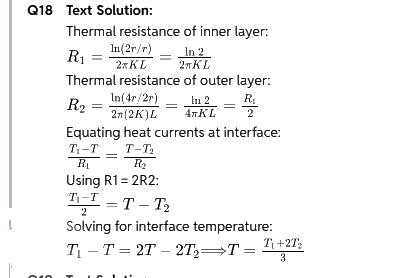 Q18 Text Solution:
Thermal resistance of inner layer:
R₁ = ln(2r/r)/2πKL = ln 2/2πKL
Thermal resistance of outer layer:
R₂ = ln(4r/2r)/2π(2K)L = ln 2/4πKL = R₁/2
Equating heat currents at interface:
T₁−T/R₁ = T−T₂/R₂
Using R1 = 2R2:
T₁−T/2 = T − T₂
Solving for interface temperature:
T₁ − T = 2T − 2T₂⟹T = T₁+2T₂/3